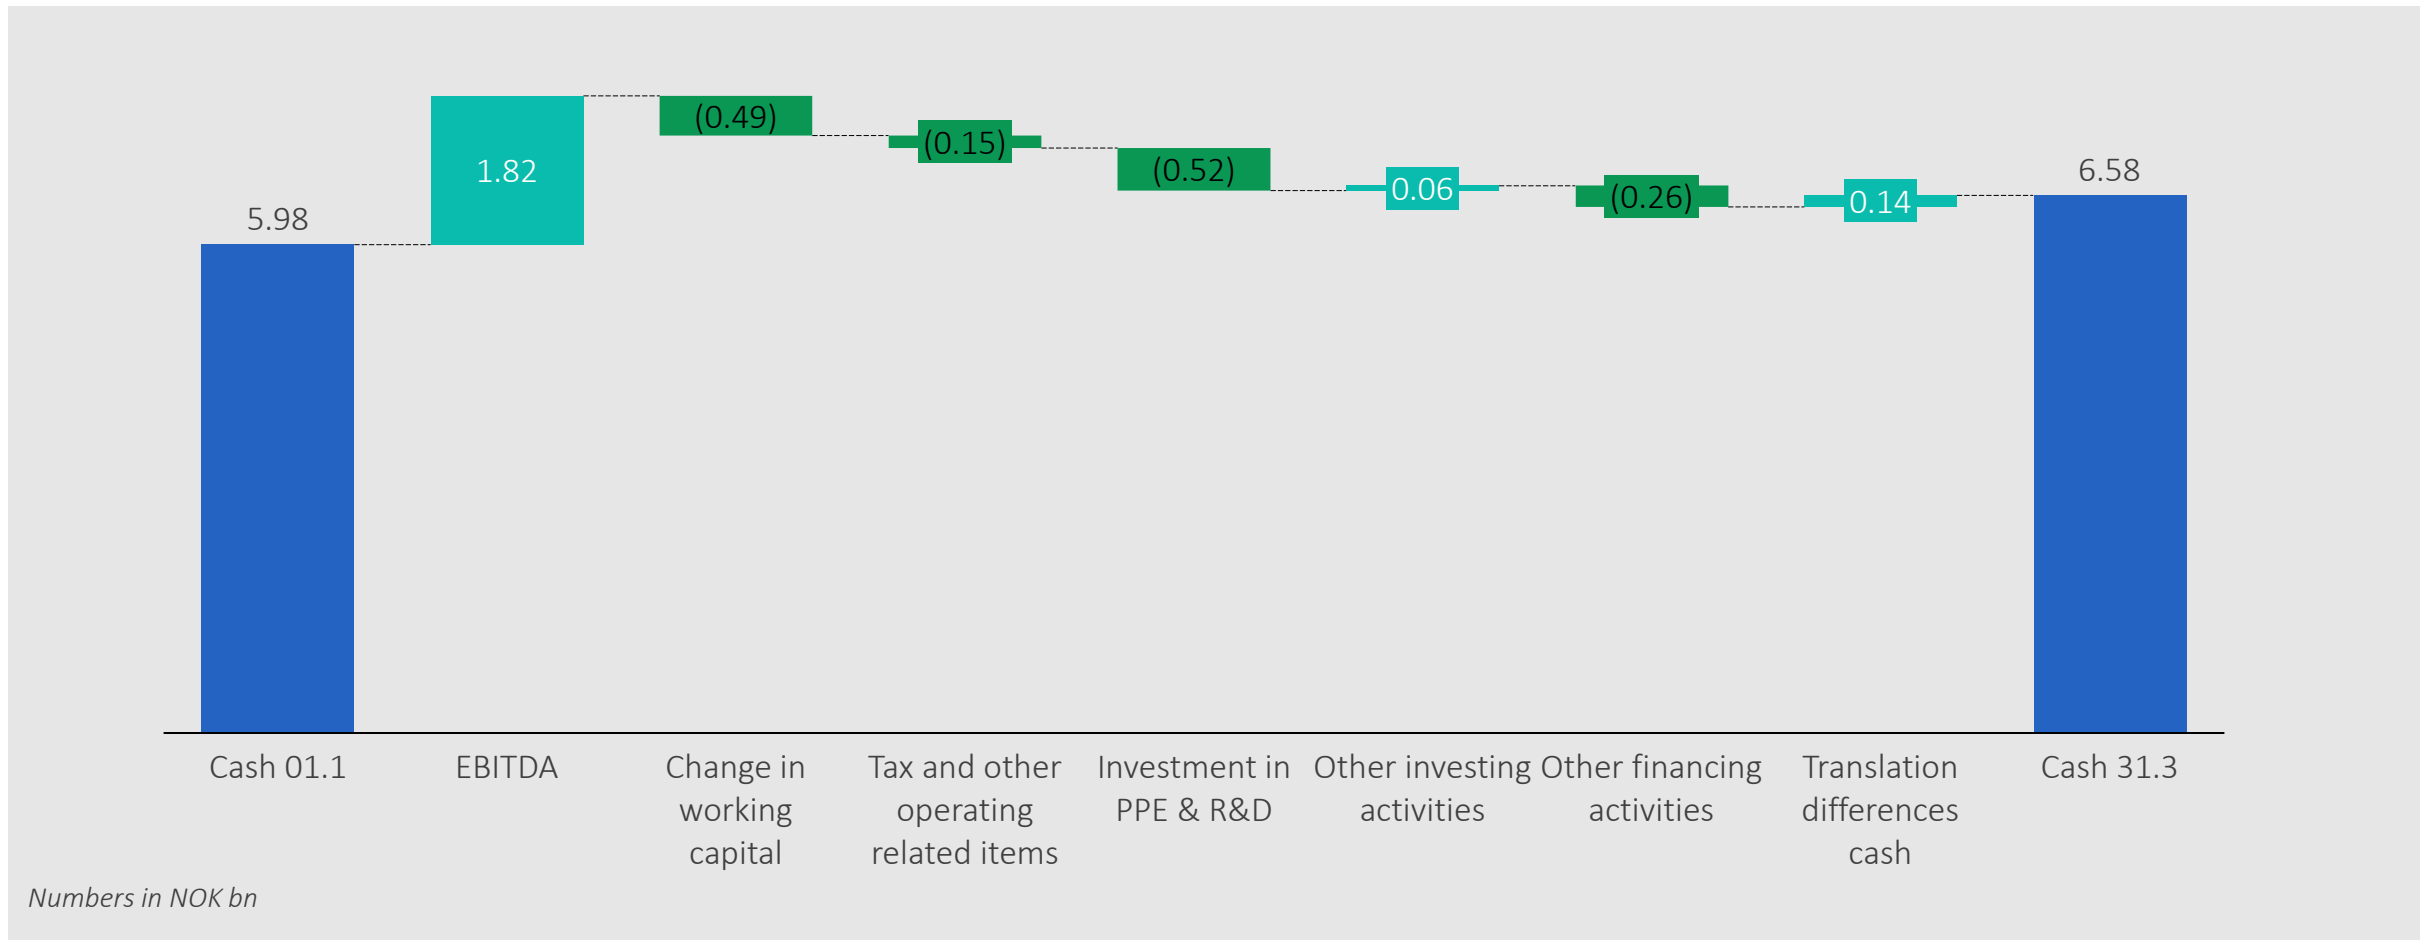 5.98
1.82
(0.49)
(0.15)
(0.52)
0.06
(0.26)
0.14
6.58
Cash 01.1
EBITDA
Change in
working
capital
Tax and other
operating
related items
Investment in
PPE & R&D
Other investing
activities
Other financing
activities
Translation
differences
cash
Cash 31.3
Numbers in NOK bn